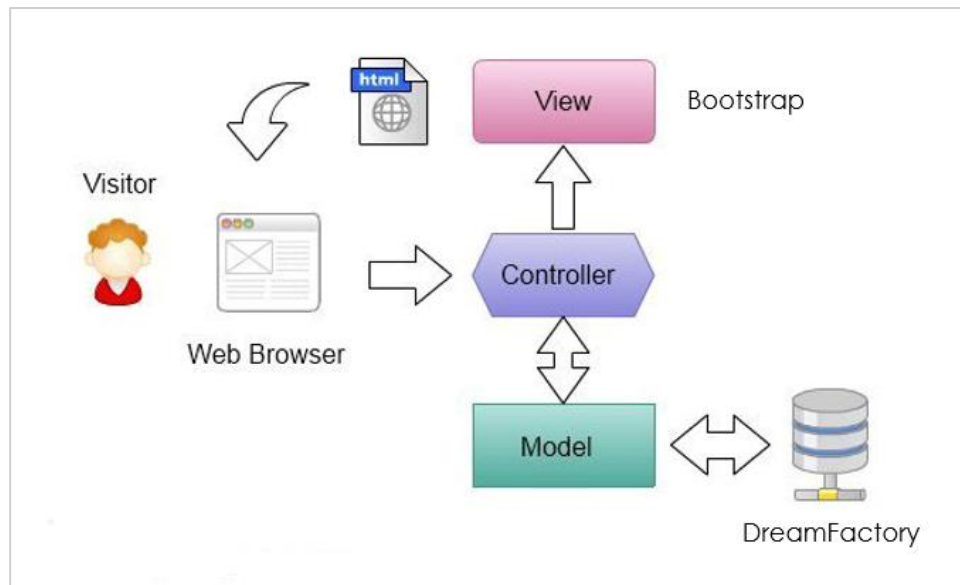 html
View
Bootstrap
Visitor
Controller
Web Browser
Model
DreamFactory